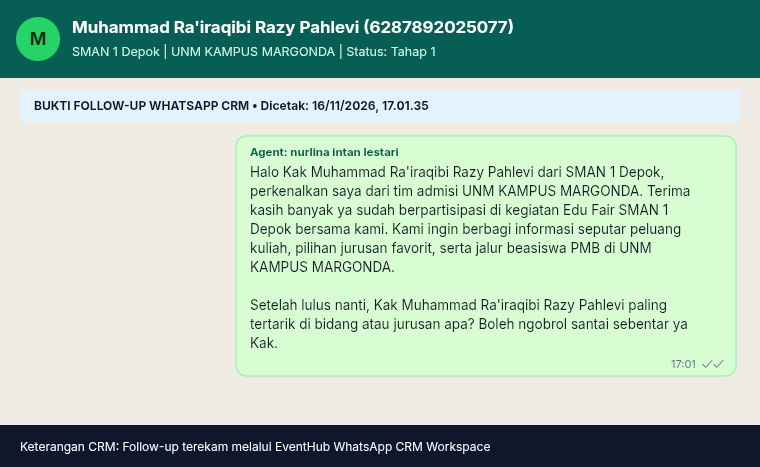 M
Muhammad Ra'iraqibi Razy Pahlevi (6287892025077)
SMAN 1 Depok | UNM KAMPUS MARGONDA | Status: Tahap 1
BUKTI FOLLOW-UP WHATSAPP CRM • Dicetak: 16/11/2026, 17.01.35
Agent: nurlina intan lestari
Halo Kak Muhammad Ra'iraqibi Razy Pahlevi dari SMAN 1 Depok,
perkenalkan saya dari tim admisi UNM KAMPUS MARGONDA. Terima
kasih banyak ya sudah berpartisipasi di kegiatan Edu Fair SMAN 1
Depok bersama kami. Kami ingin berbagi informasi seputar peluang
kuliah, pilihan jurusan favorit, serta jalur beasiswa PMB di UNM
KAMPUS MARGONDA.
Setelah lulus nanti, Kak Muhammad Ra'iraqibi Razy Pahlevi paling
tertarik di bidang atau jurusan apa? Boleh ngobrol santai sebentar ya
Kak.
17:01
Keterangan CRM: Follow-up terekam melalui EventHub WhatsApp CRM Workspace